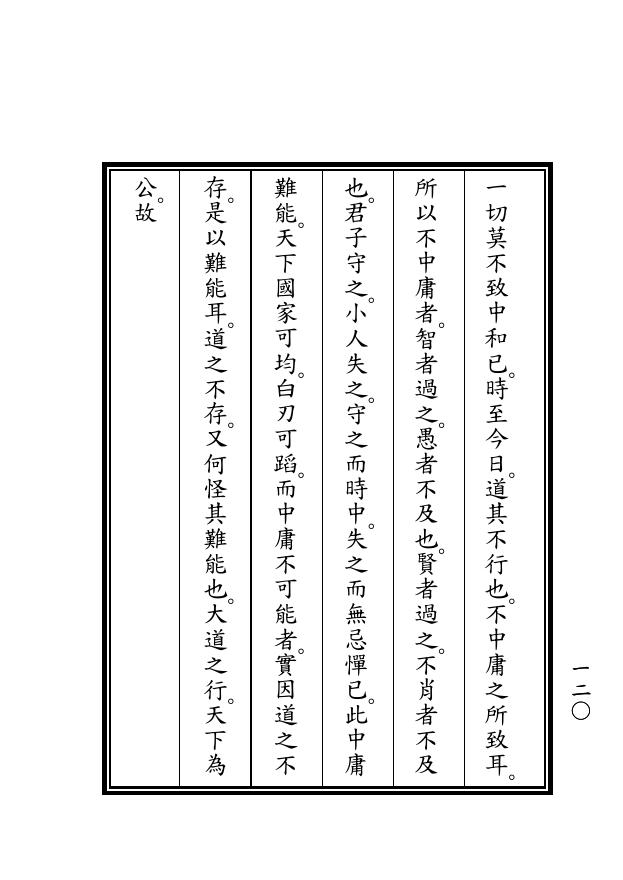 一切莫不致中和已。時至今日。道其不行也。不中庸之所致耳。
所以不中庸者。智者過之。愚者不及也。賢者過之。不肖者不及
也。君子守之。小人失之。守之而時中。失之而無忌憚已。此中庸
難能。天下國家可均。白刃可蹈。而中庸不可能者。實因道之不
存。是以難能耳。道之不存。又何怪其難能也。大道之行。天下為
公。故
一二〇